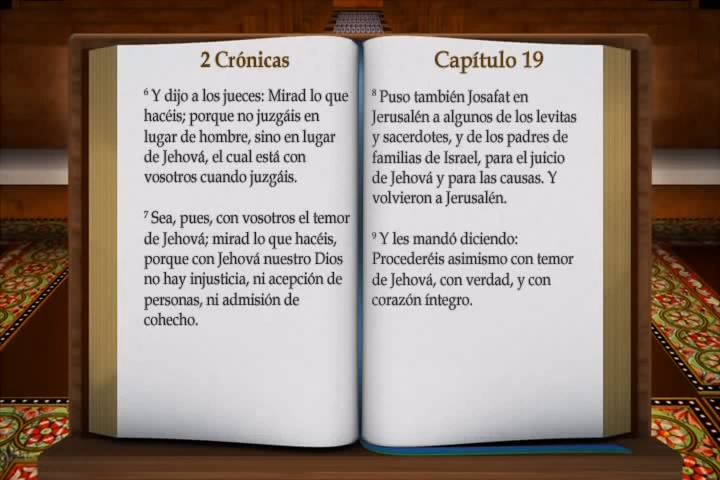 2 Crónicas
⁶ Y dijo a los jueces: Mirad lo que
hacéis; porque no juzgáis en
lugar de hombre, sino en lugar
de Jehová, el cual está con
vosotros cuando juzgáis.
⁷ Sea, pues, con vosotros el temor
de Jehová; mirad lo que hacéis,
porque con Jehová nuestro Dios
no hay injusticia, ni acepción de
personas, ni admisión de
cohecho.
Capítulo 19
⁸ Puso también Josafat en
Jerusalén a algunos de los levitas
y sacerdotes, y de los padres de
familias de Israel, para el juicio
de Jehová y para las causas. Y
volvieron a Jerusalén.
⁹ Y les mandó diciendo:
Procederéis asimismo con temor
de Jehová, con verdad, y con
corazón íntegro.